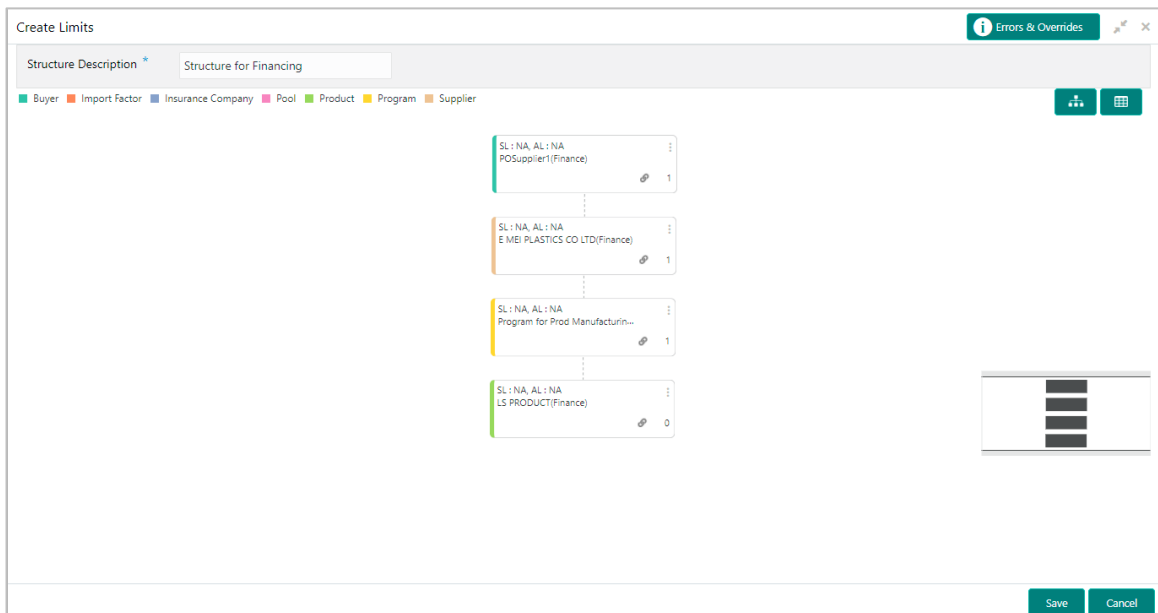 Create Limits
Errors & Overrides
Structure Description *
Structure for Financing
Buyer Import Factor Insurance Company Pool Product Program Supplier
SL : NA, AL : NA
POSupplier1(Finance)
1
SL : NA, AL : NA
E MEI PLASTICS CO LTD(Finance)
1
SL : NA, AL : NA
Program for Prod Manufacturin...
1
SL : NA, AL : NA
LS PRODUCT(Finance)
0
Save Cancel